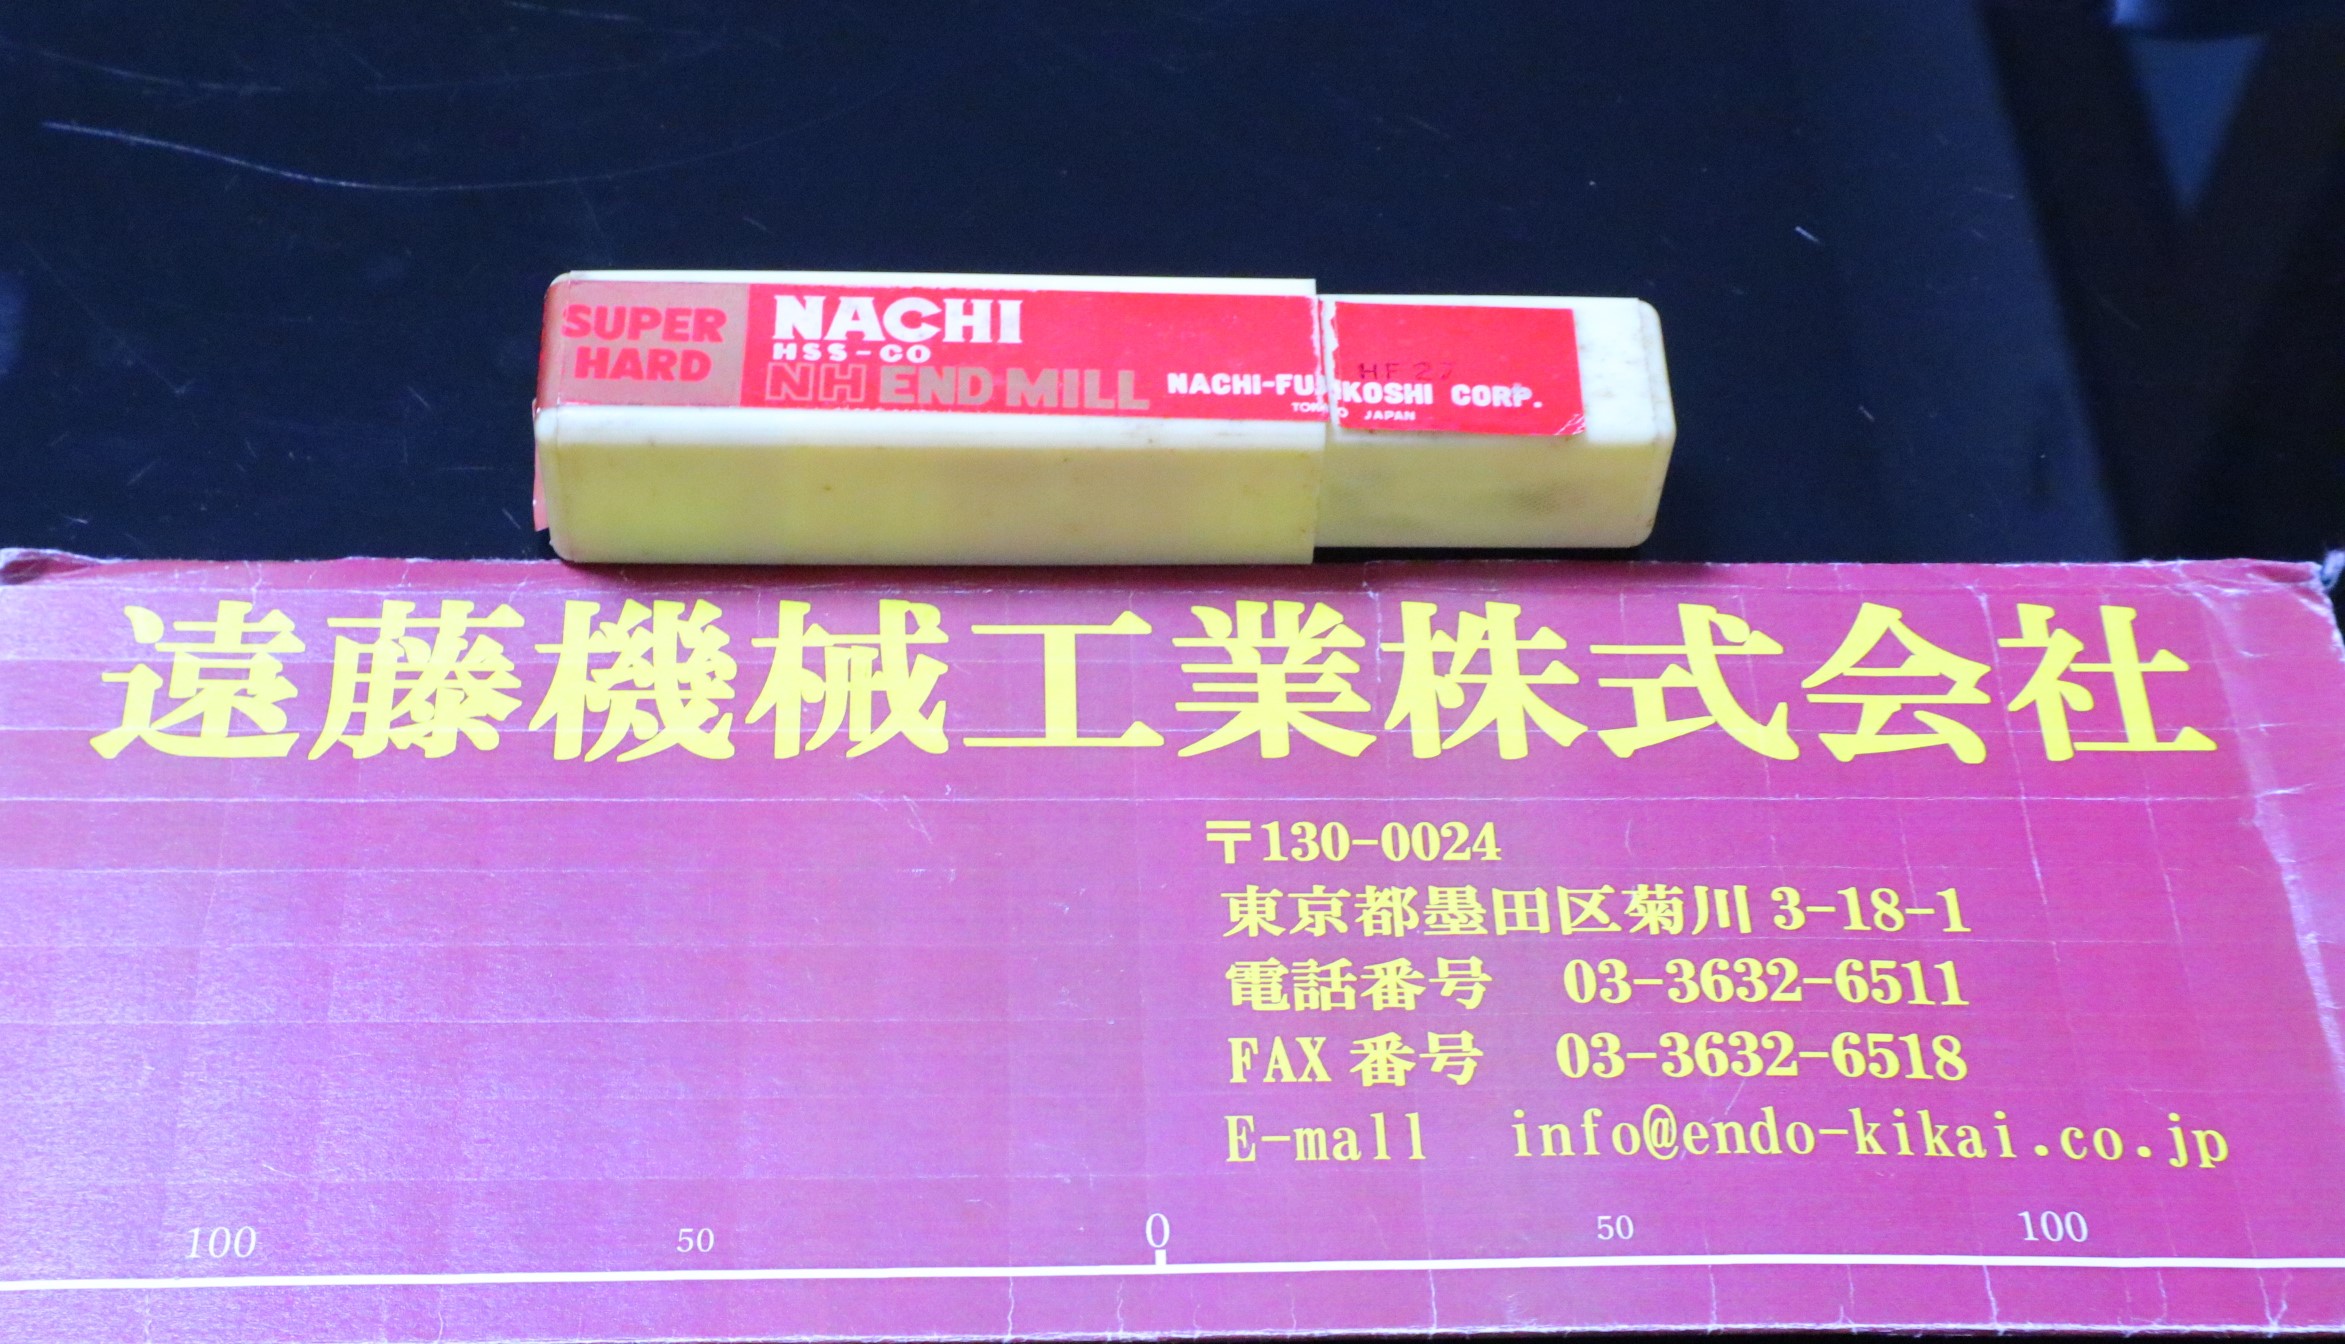 SUPER
HARD
NACHI
HSS-CO
NH END MILL
NACHI-FUJIKOSHI CORP.
TOKYO JAPAN
HF 27
遠藤機械工業株式会社
〒130-0024
東京都墨田区菊川 3-18-1
電話番号 03-3632-6511
FAX 番号 03-3632-6518
E-mall info@endo-kikai.co.jp
100 50 0 50 100